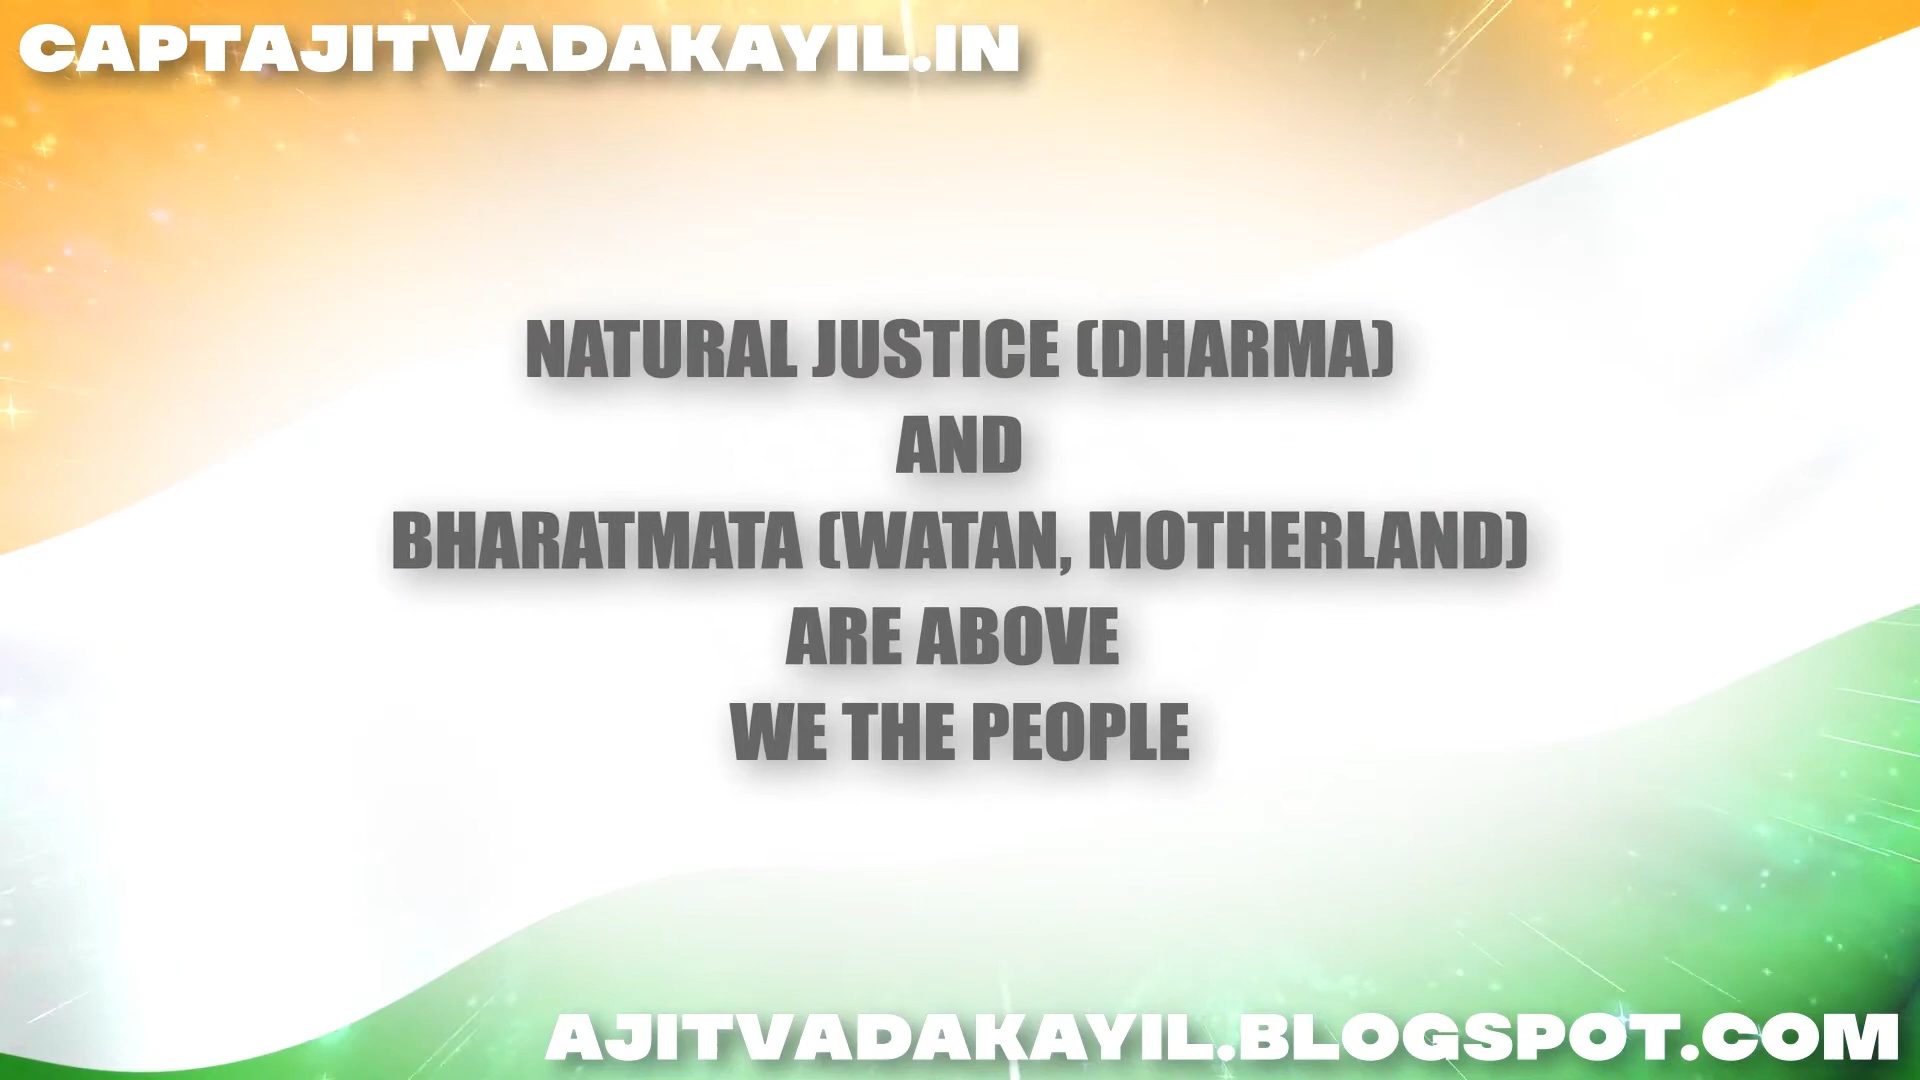 CAPTAJITVADAKAYIL.IN
NATURAL JUSTICE (DHARMA)
AND
BHARATMATA (WATAN, MOTHERLAND)
ARE ABOVE
WE THE PEOPLE
AJITVADAKAYIL.BLOGSPOT.COM